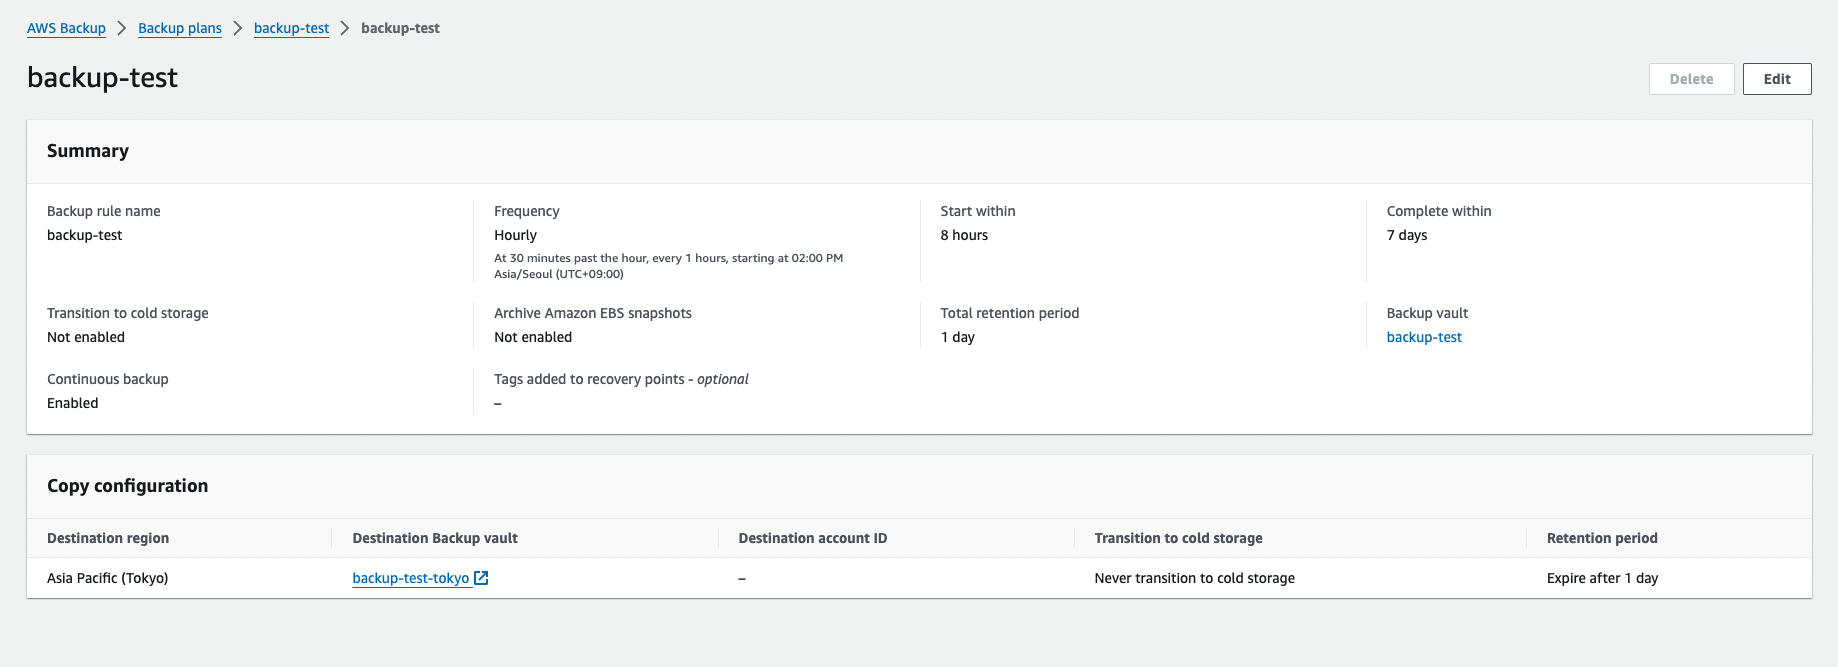 AWS Backup > Backup plans > backup-test > backup-test
backup-test
Delete
Edit
Summary
Backup rule name
backup-test
Frequency
Hourly
At 30 minutes past the hour, every 1 hours, starting at 02:00 PM
Asia/Seoul (UTC+09:00)
Start within
8 hours
Complete within
7 days
Transition to cold storage
Not enabled
Archive Amazon EBS snapshots
Not enabled
Total retention period
1 day
Backup vault
backup-test
Continuous backup
Enabled
Tags added to recovery points - optional
–
Copy configuration
Destination region Destination Backup vault Destination account ID Transition to cold storage Retention period
Asia Pacific (Tokyo) backup-test-tokyo – Never transition to cold storage Expire after 1 day